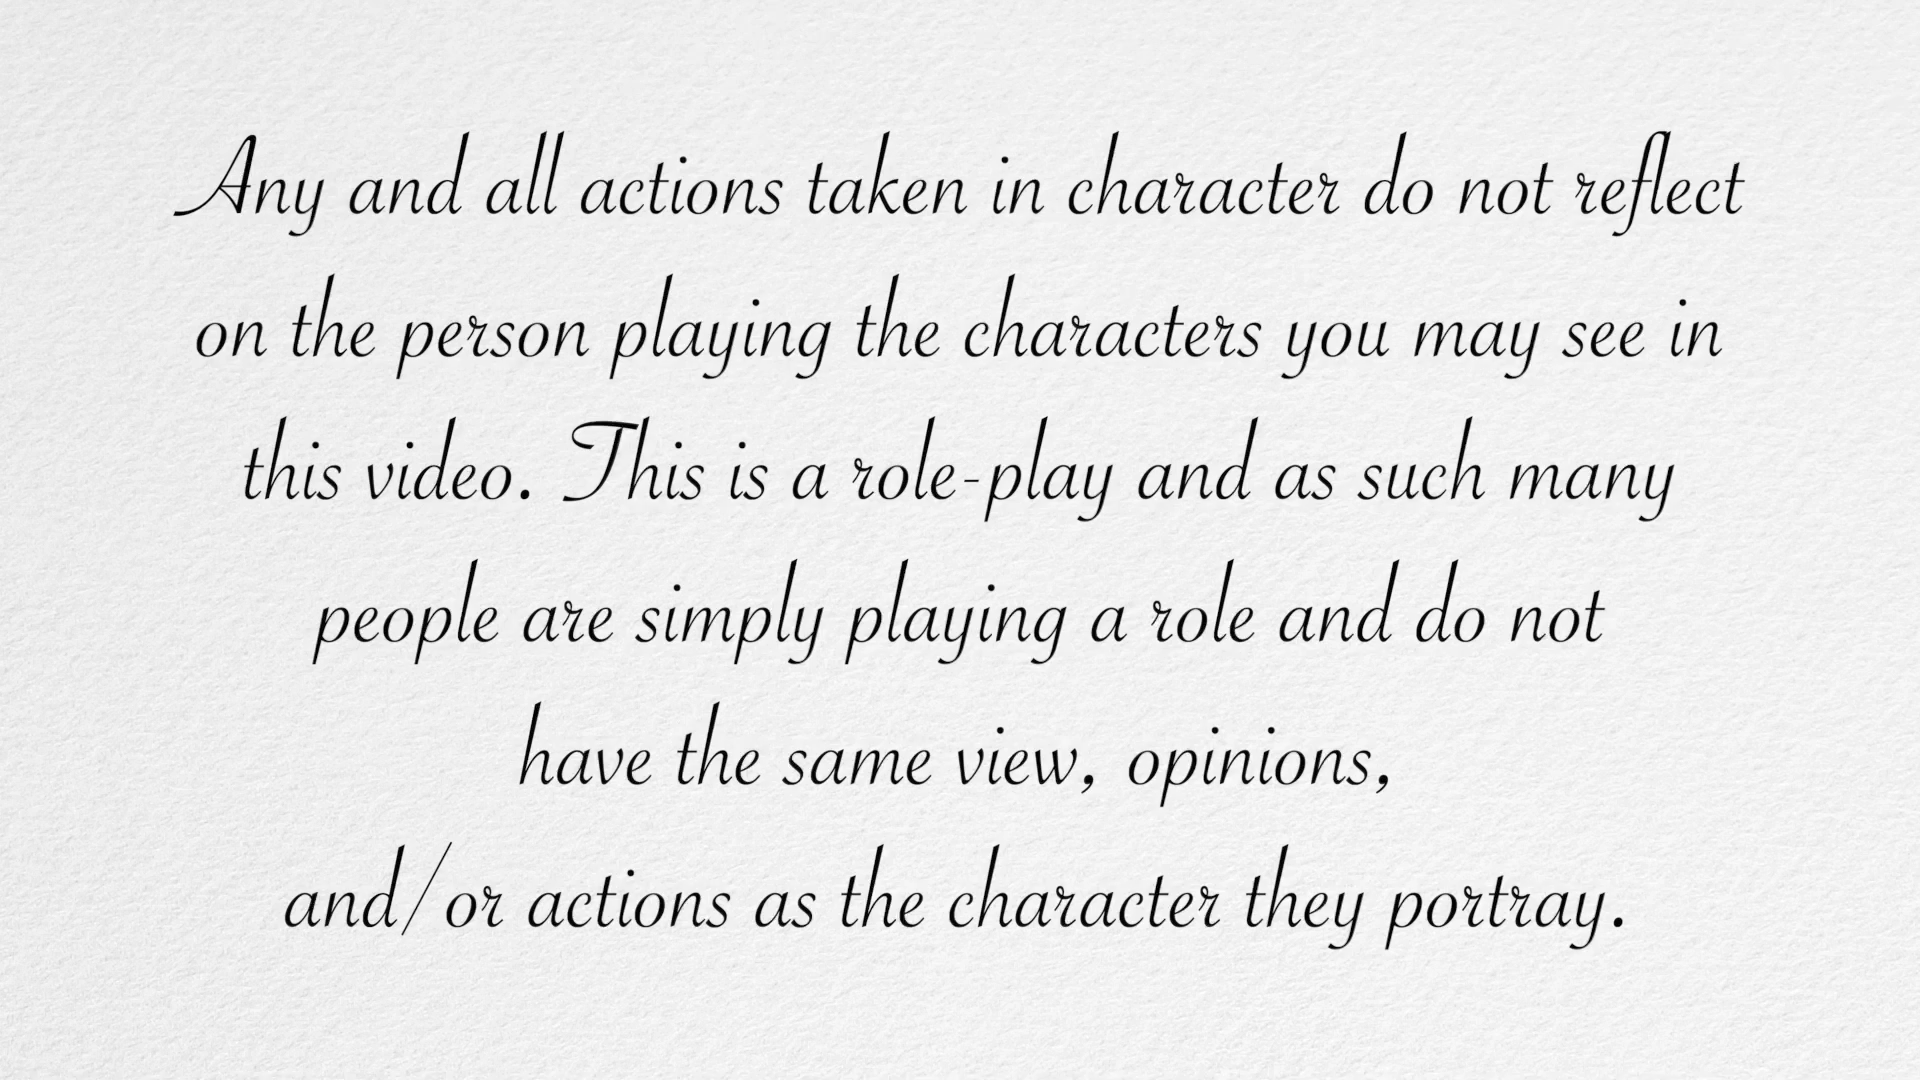 Any and all actions taken in character do not reflect
on the person playing the characters you may see in
this video. This is a role-play and as such many
people are simply playing a role and do not
have the same view, opinions,
and/or actions as the character they portray.